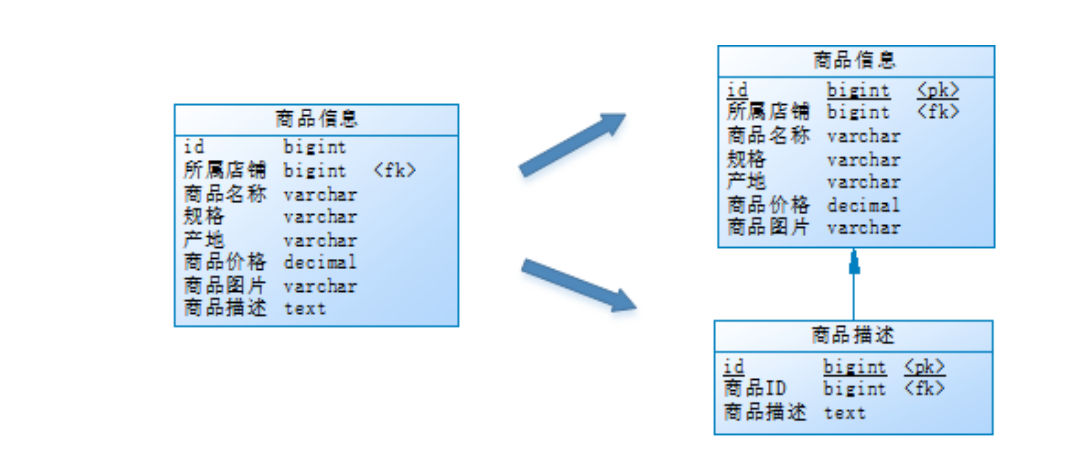 商品信息
id bigint
所属店铺 bigint <fk>
商品名称 varchar
规格 varchar
产地 varchar
商品价格 decimal
商品图片 varchar
商品描述 text
商品信息
id bigint <pk>
所属店铺 bigint <fk>
商品名称 varchar
规格 varchar
产地 varchar
商品价格 decimal
商品图片 varchar
商品描述
id bigint <pk>
商品ID bigint <fk>
商品描述 text